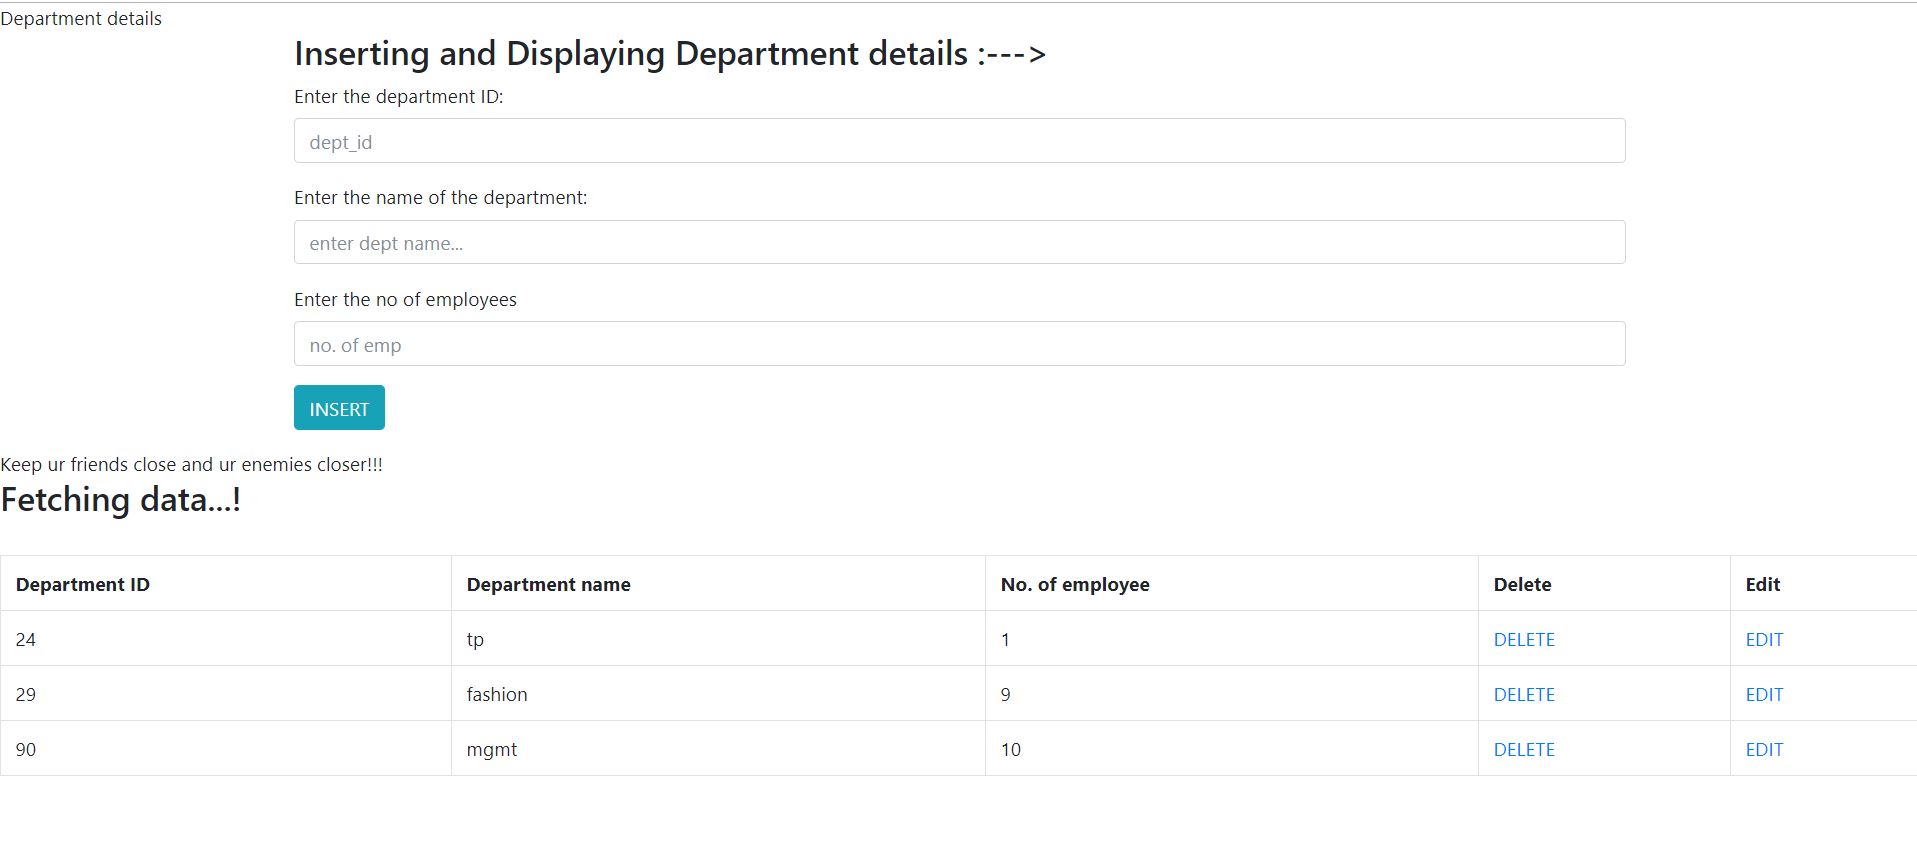 Department details
Inserting and Displaying Department details :--->
Enter the department ID:
dept_id
Enter the name of the department:
enter dept name...
Enter the no of employees
no. of emp
INSERT
Keep ur friends close and ur enemies closer!!!
Fetching data...!
Department ID Department name No. of employee Delete Edit
24 tp 1 DELETE EDIT
29 fashion 9 DELETE EDIT
90 mgmt 10 DELETE EDIT